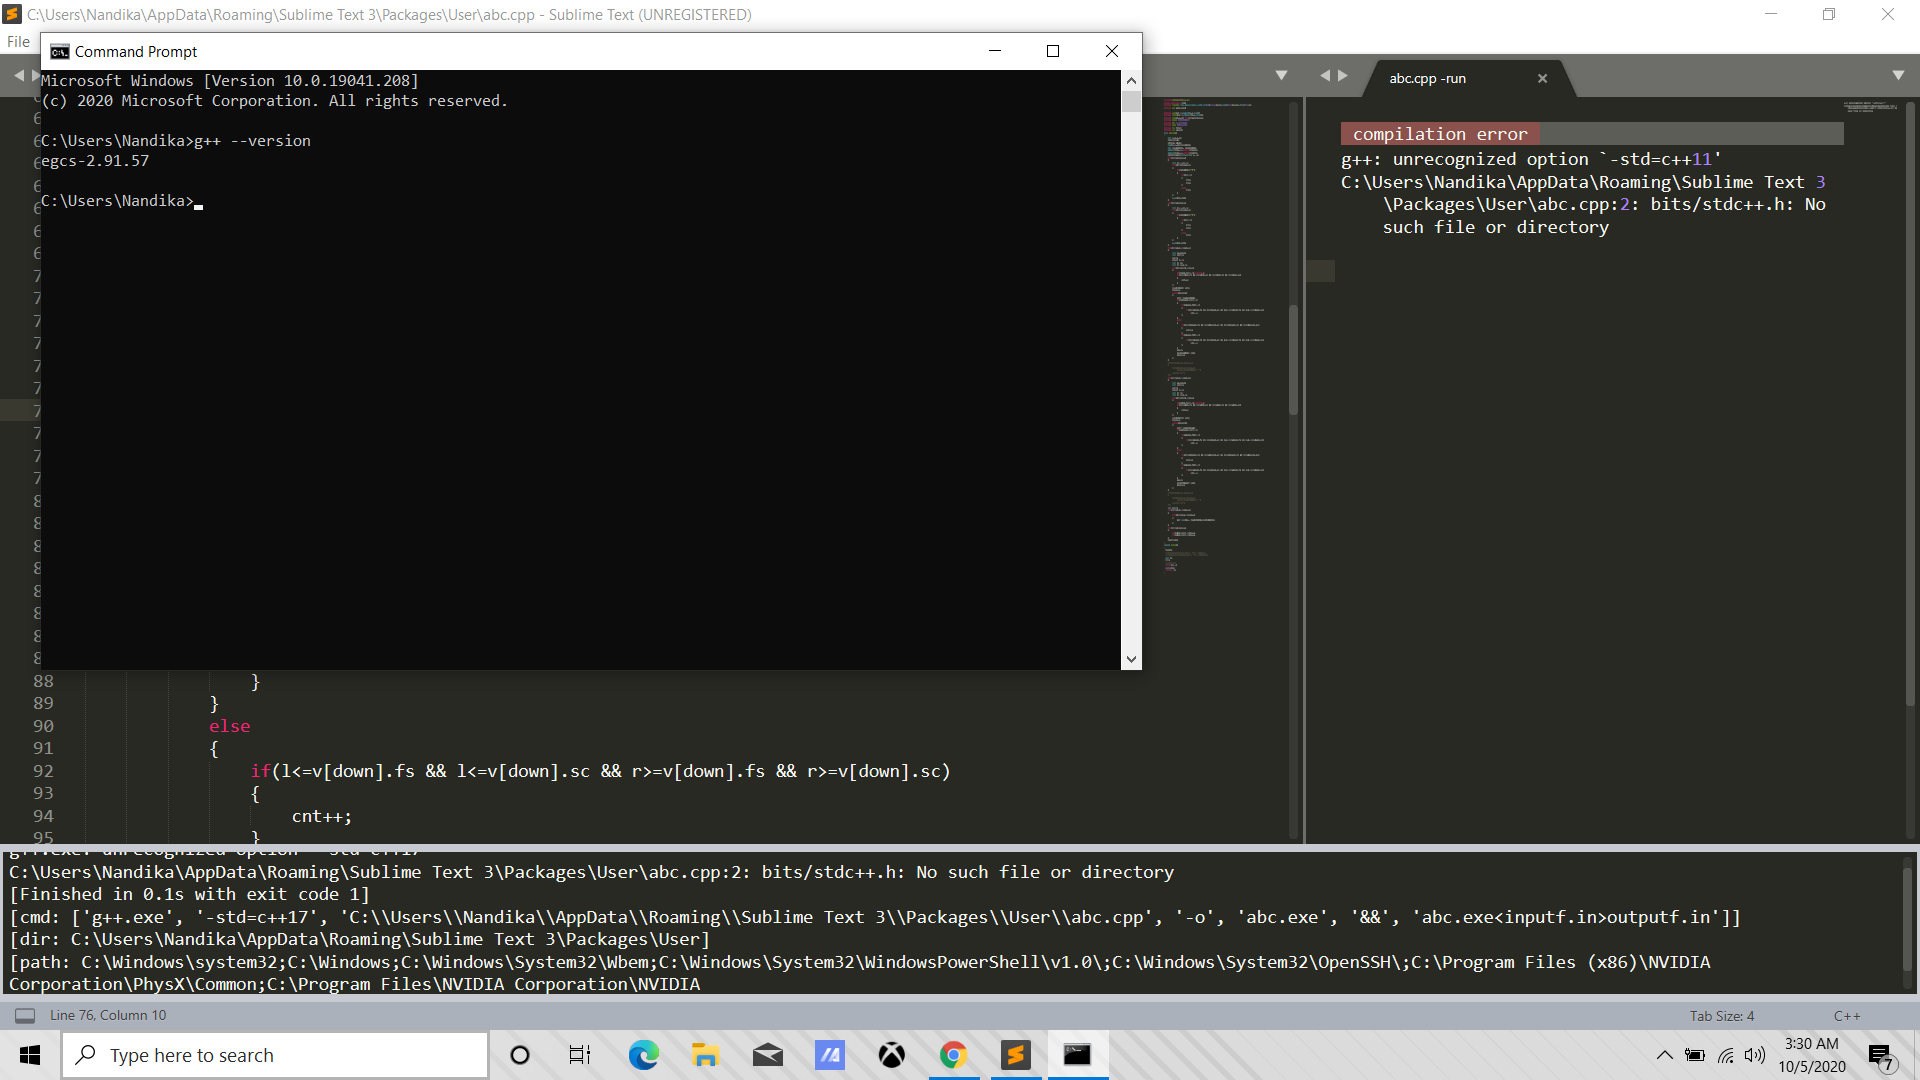 C:\Users\Nandika\AppData\Roaming\Sublime Text 3\Packages\User\abc.cpp - Sublime Text (UNREGISTERED)
File
Command Prompt
Microsoft Windows [Version 10.0.19041.208]
(c) 2020 Microsoft Corporation. All rights reserved.
C:\Users\Nandika>g++ --version
egcs-2.91.57
C:\Users\Nandika>
abc.cpp -run
compilation error
g++: unrecognized option `-std=c++11'
C:\Users\Nandika\AppData\Roaming\Sublime Text 3
\Packages\User\abc.cpp:2: bits/stdc++.h: No
such file or directory
88 }
89 }
90 else
91 {
92 if(l<=v[down].fs && l<=v[down].sc && r>=v[down].fs && r>=v[down].sc)
93 {
94 cnt++;
95 }
C:\Users\Nandika\AppData\Roaming\Sublime Text 3\Packages\User\abc.cpp:2: bits/stdc++.h: No such file or directory
[Finished in 0.1s with exit code 1]
[cmd: ['g++.exe', '-std=c++17', 'C:\\Users\\Nandika\\AppData\\Roaming\\Sublime Text 3\\Packages\\User\\abc.cpp', '-o', 'abc.exe', '&&', 'abc.exe<inputf.in>outputf.in']]
[dir: C:\Users\Nandika\AppData\Roaming\Sublime Text 3\Packages\User]
[path: C:\Windows\system32;C:\Windows;C:\Windows\System32\Wbem;C:\Windows\System32\WindowsPowerShell\v1.0\;C:\Windows\System32\OpenSSH\;C:\Program Files (x86)\NVIDIA
Corporation\PhysX\Common;C:\Program Files\NVIDIA Corporation\NVIDIA
Line 76, Column 10
Tab Size: 4
C++
Type here to search
3:30 AM
10/5/2020
7